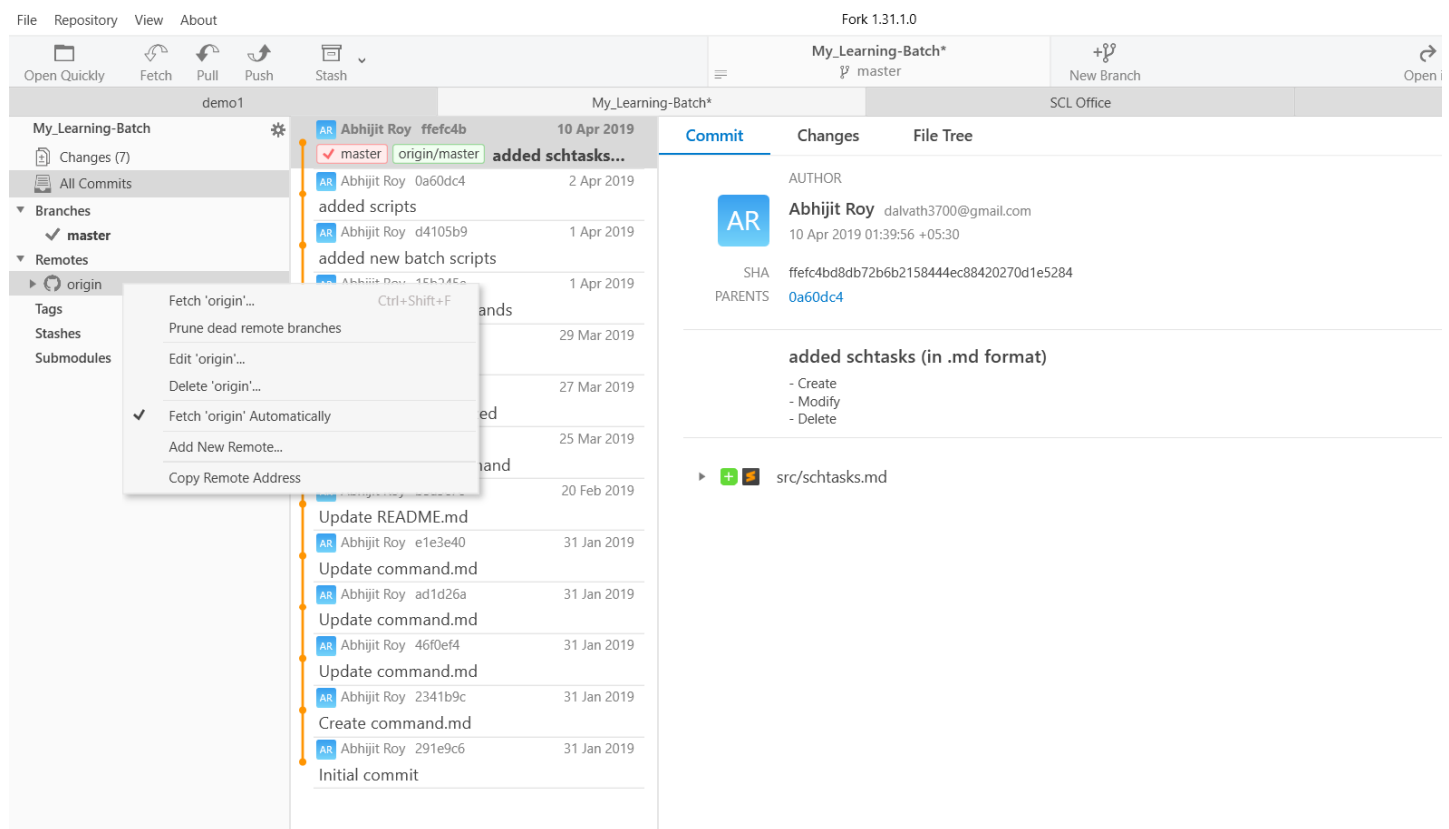 File Repository View About Fork 1.31.1.0
Open Quickly Fetch Pull Push Stash
My_Learning-Batch*
master
New Branch
Open i
demo1 My_Learning-Batch* SCL Office
My_Learning-Batch
Changes (7)
All Commits
Branches
master
Remotes
origin
Tags
Stashes
Submodules
Fetch 'origin'... Ctrl+Shift+F
Prune dead remote branches
Edit 'origin'...
Delete 'origin'...
Fetch 'origin' Automatically
Add New Remote...
Copy Remote Address
AR Abhijit Roy ffefc4b 10 Apr 2019
master origin/master added schtasks...
AR Abhijit Roy 0a60dc4 2 Apr 2019
added scripts
AR Abhijit Roy d4105b9 1 Apr 2019
added new batch scripts
Abhijit Roy 1 Apr 2019
ands
29 Mar 2019
27 Mar 2019
ed
25 Mar 2019
nand
20 Feb 2019
Update README.md
AR Abhijit Roy e1e3e40 31 Jan 2019
Update command.md
AR Abhijit Roy ad1d26a 31 Jan 2019
Update command.md
AR Abhijit Roy 46f0ef4 31 Jan 2019
Update command.md
AR Abhijit Roy 2341b9c 31 Jan 2019
Create command.md
AR Abhijit Roy 291e9c6 31 Jan 2019
Initial commit
Commit Changes File Tree
AUTHOR
AR
Abhijit Roy dalvath3700@gmail.com
10 Apr 2019 01:39:56 +05:30
SHA ffefc4bd8db72b6b2158444ec88420270d1e5284
PARENTS 0a60dc4
added schtasks (in .md format)
- Create
- Modify
- Delete
src/schtasks.md